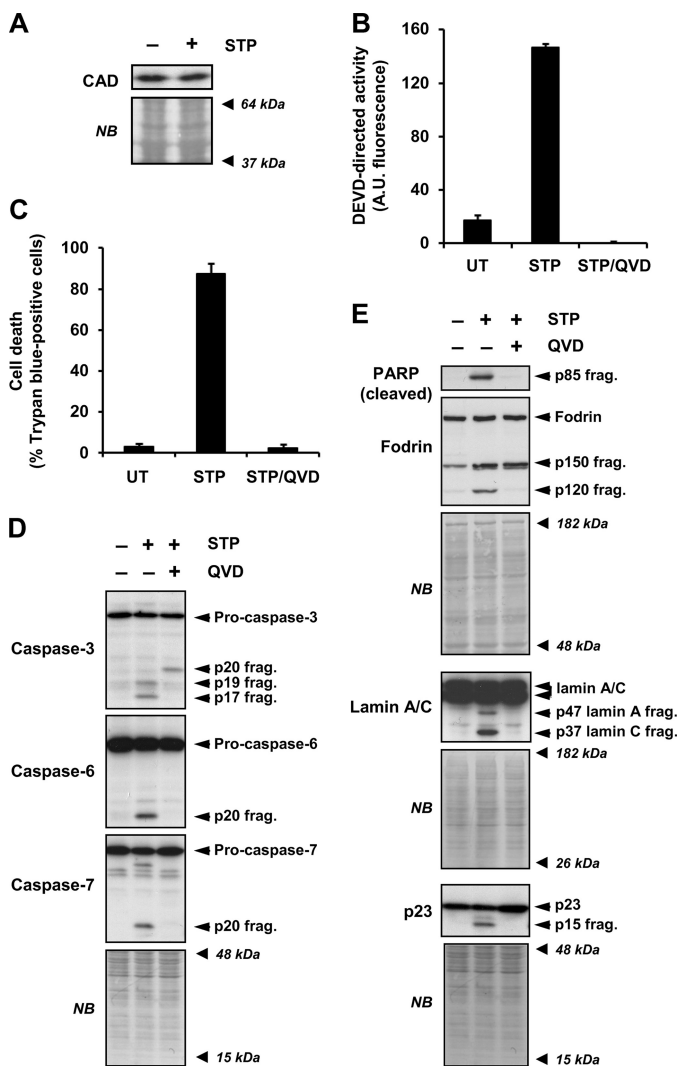 A
− + STP
CAD
NB
64 kDa
37 kDa
B
DEVD-directed activity
(A.U. fluorescence)
160
120
80
40
0
UT STP STP/QVD
C
Cell death
(% Trypan blue-positive cells)
100
80
60
40
20
0
UT STP STP/QVD
D
− + + STP
− − + QVD
Caspase-3
Pro-caspase-3
p20 frag.
p19 frag.
p17 frag.
Caspase-6
Pro-caspase-6
p20 frag.
Caspase-7
Pro-caspase-7
p20 frag.
NB
48 kDa
15 kDa
E
− + + STP
− − + QVD
PARP
(cleaved)
p85 frag.
Fodrin
Fodrin
p150 frag.
p120 frag.
NB
182 kDa
48 kDa
Lamin A/C
lamin A/C
p47 lamin A frag.
p37 lamin C frag.
NB
182 kDa
26 kDa
p23
p23
p15 frag.
NB
48 kDa
15 kDa